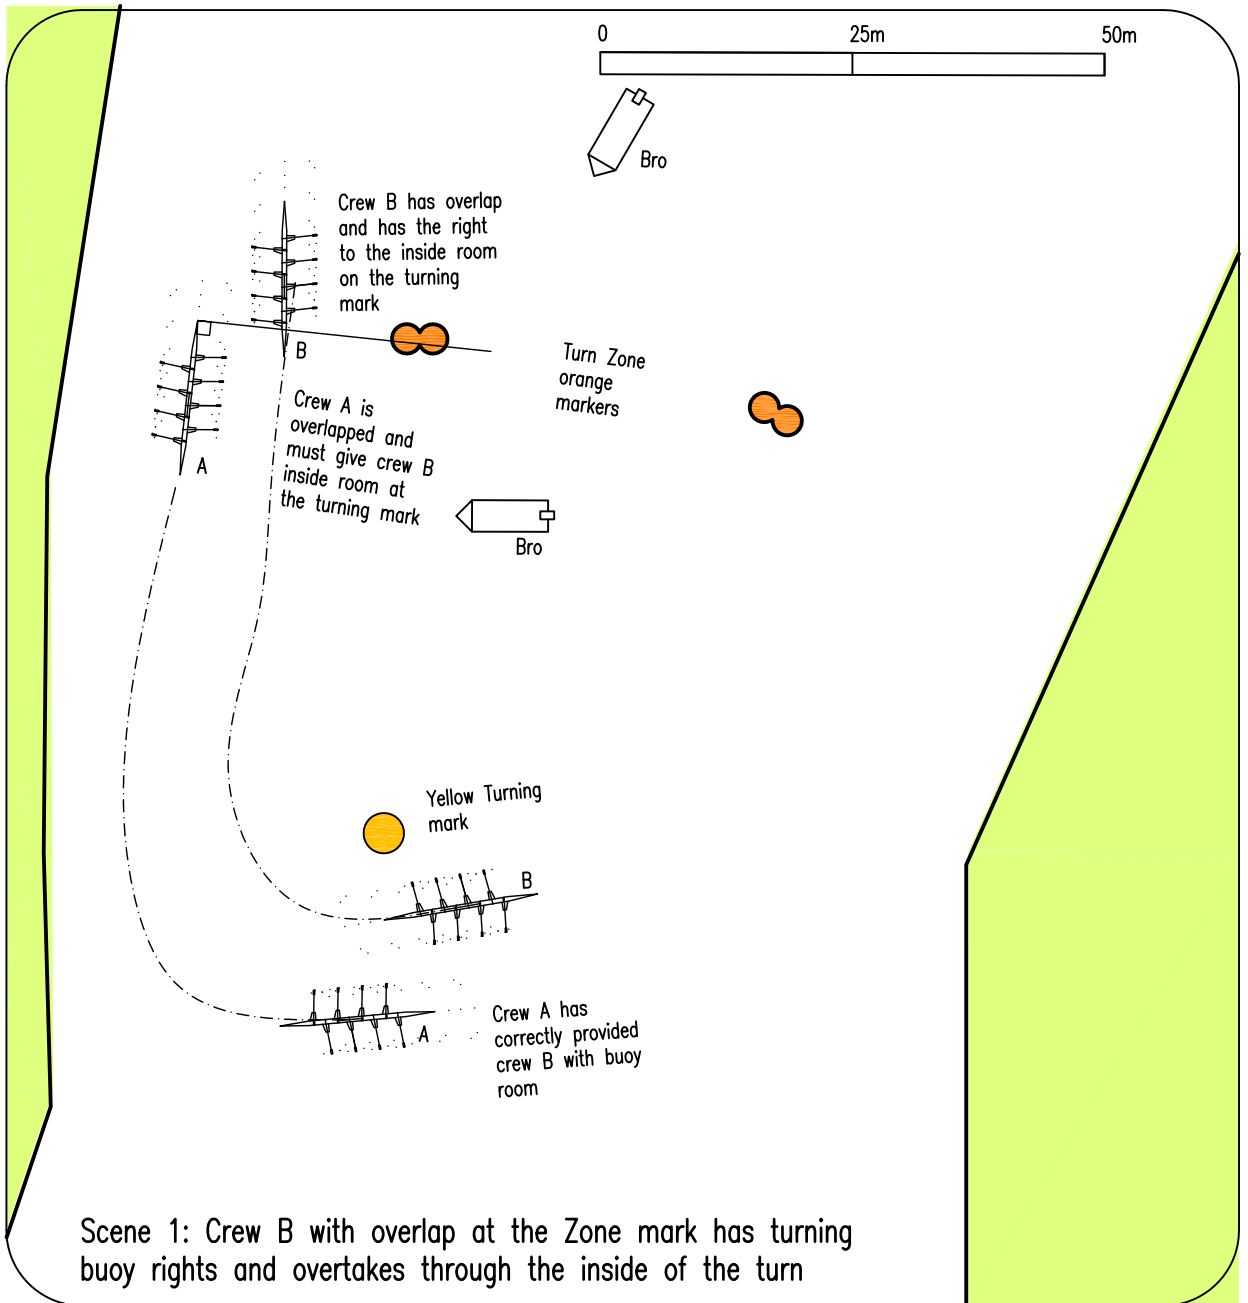 0 25m 50m
Bro
Crew B has overlap
and has the right
to the inside room
on the turning
mark
B
Turn Zone
orange
markers
Crew A is
overlapped and
must give crew B
inside room at
the turning mark
A
Bro
Yellow Turning
mark
B
Crew A has
correctly provided
crew B with buoy
room
A
Scene 1: Crew B with overlap at the Zone mark has turning
buoy rights and overtakes through the inside of the turn